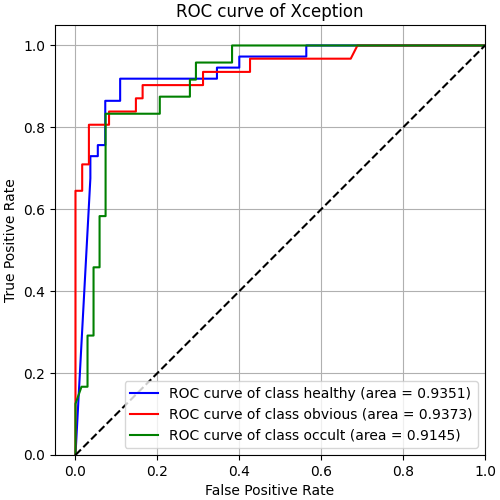 ROC curve of Xception
True Positive Rate
1.0
0.8
0.6
0.4
0.2
0.0
ROC curve of class healthy (area = 0.9351)
ROC curve of class obvious (area = 0.9373)
ROC curve of class occult (area = 0.9145)
0.0 0.2 0.4 0.6 0.8 1.0
False Positive Rate